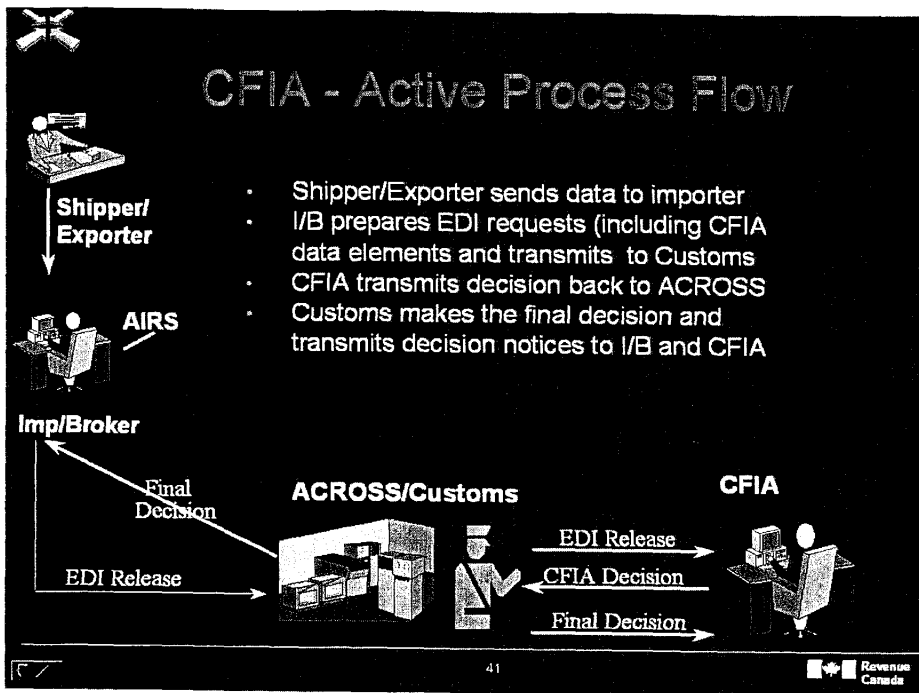 CFIA - Active Process Flow
Shipper/
Exporter
• Shipper/Exporter sends data to importer
• I/B prepares EDI requests (including CFIA
data elements and transmits to Customs
• CFIA transmits decision back to ACROSS
• Customs makes the final decision and
transmits decision notices to I/B and CFIA
AIRS
Imp/Broker
Final
Decision
EDI Release
ACROSS/Customs
CFIA
EDI Release
CFIA Decision
Final Decision
41
Revenue
Canada